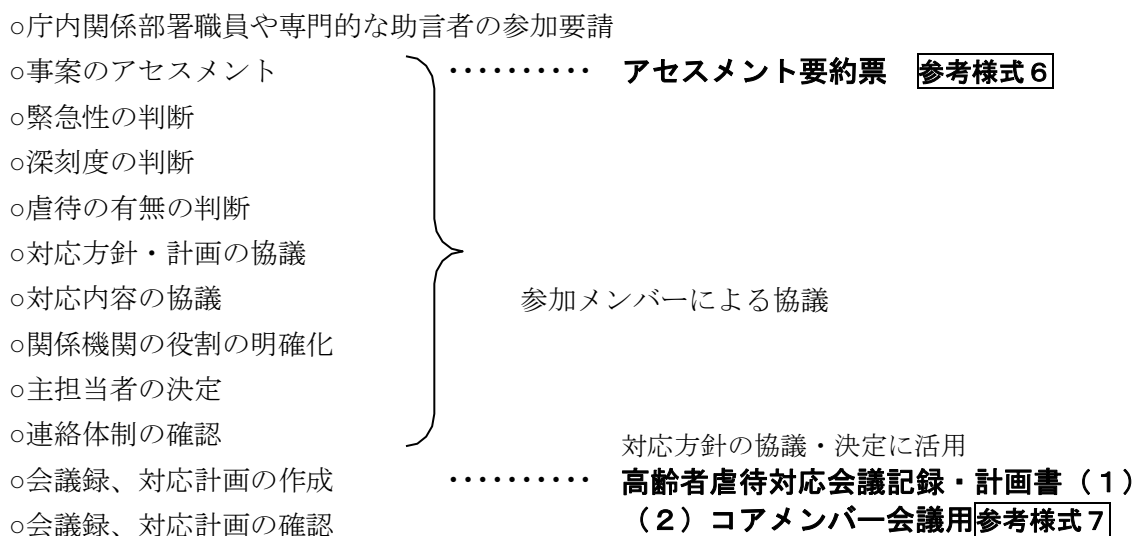 ○庁内関係部署職員や専門的な助言者の参加要請
○事案のアセスメント ‥‥‥‥‥ アセスメント要約票 参考様式６
○緊急性の判断
○深刻度の判断
○虐待の有無の判断
○対応方針・計画の協議
○対応内容の協議 参加メンバーによる協議
○関係機関の役割の明確化
○主担当者の決定
○連絡体制の確認
対応方針の協議・決定に活用
○会議録、対応計画の作成 ‥‥‥‥‥ 高齢者虐待対応会議記録・計画書（１）
○会議録、対応計画の確認 （２）コアメンバー会議用参考様式７